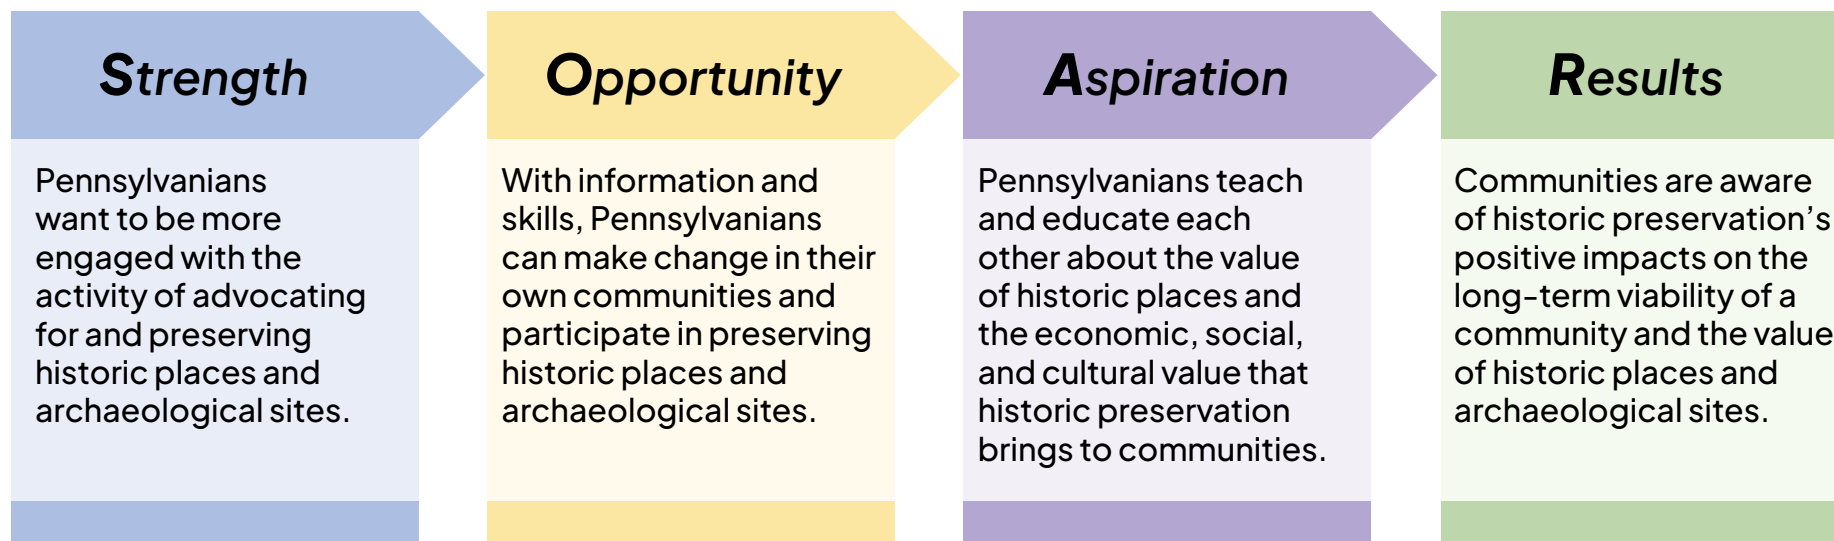 Strength
Pennsylvanians
want to be more
engaged with the
activity of advocating
for and preserving
historic places and
archaeological sites.
Opportunity
With information and
skills, Pennsylvanians
can make change in their
own communities and
participate in preserving
historic places and
archaeological sites.
Aspiration
Pennsylvanians teach
and educate each
other about the value
of historic places and
the economic, social,
and cultural value that
historic preservation
brings to communities.
Results
Communities are aware
of historic preservation’s
positive impacts on the
long-term viability of a
community and the value
of historic places and
archaeological sites.